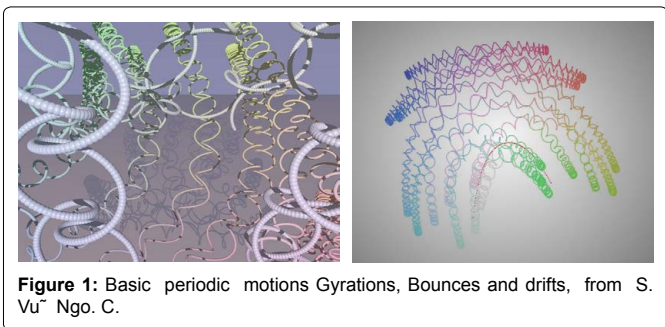 Figure 1: Basic periodic motions Gyrations, Bounces and drifts, from S.
Vu˜ Ngo. C.